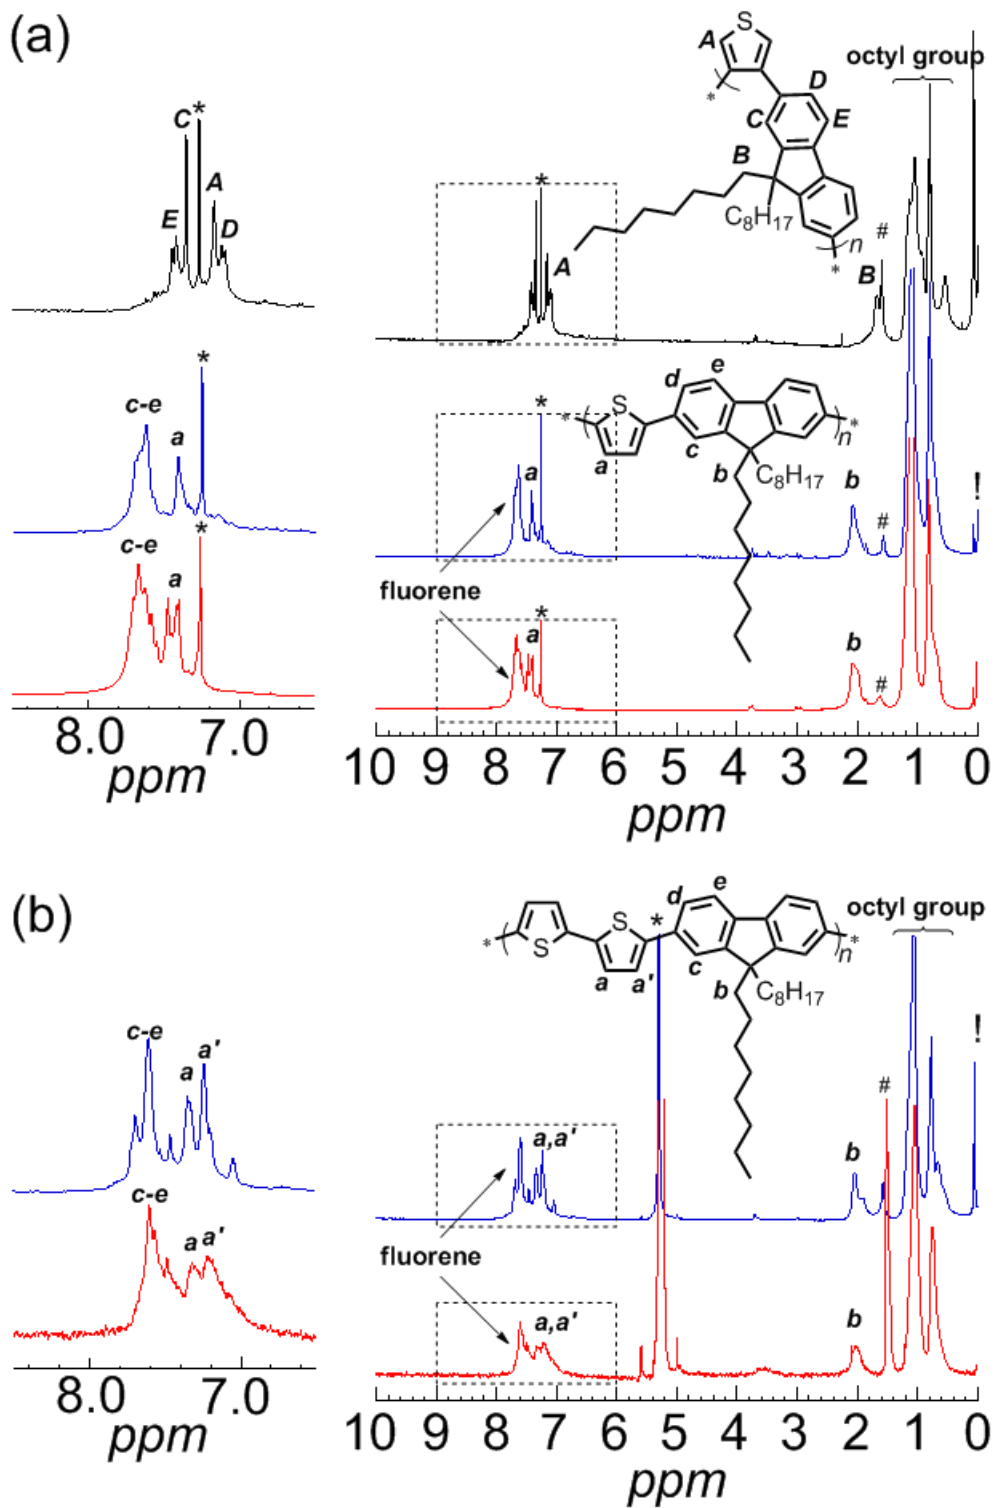 (a)
C *
E
A
D
*
c-e
a
*
c-e
a
8.0 7.0
ppm
A
S
*
D
C
E
B
C8H17
n
*
octyl group
*
A
#
B
fluorene
a
*
* S
d
e
a
c
b
C8H17
n *
b
#
!
a
*
b
#
10 9 8 7 6 5 4 3 2 1 0
ppm
(b)
c-e
a
a'
c-e
a
a'
8.0 7.0
ppm
* S S
a
a'
*
d
e
c
b
C8H17
n *
octyl group
!
#
b
a,a'
fluorene
a,a'
b
10 9 8 7 6 5 4 3 2 1 0
ppm